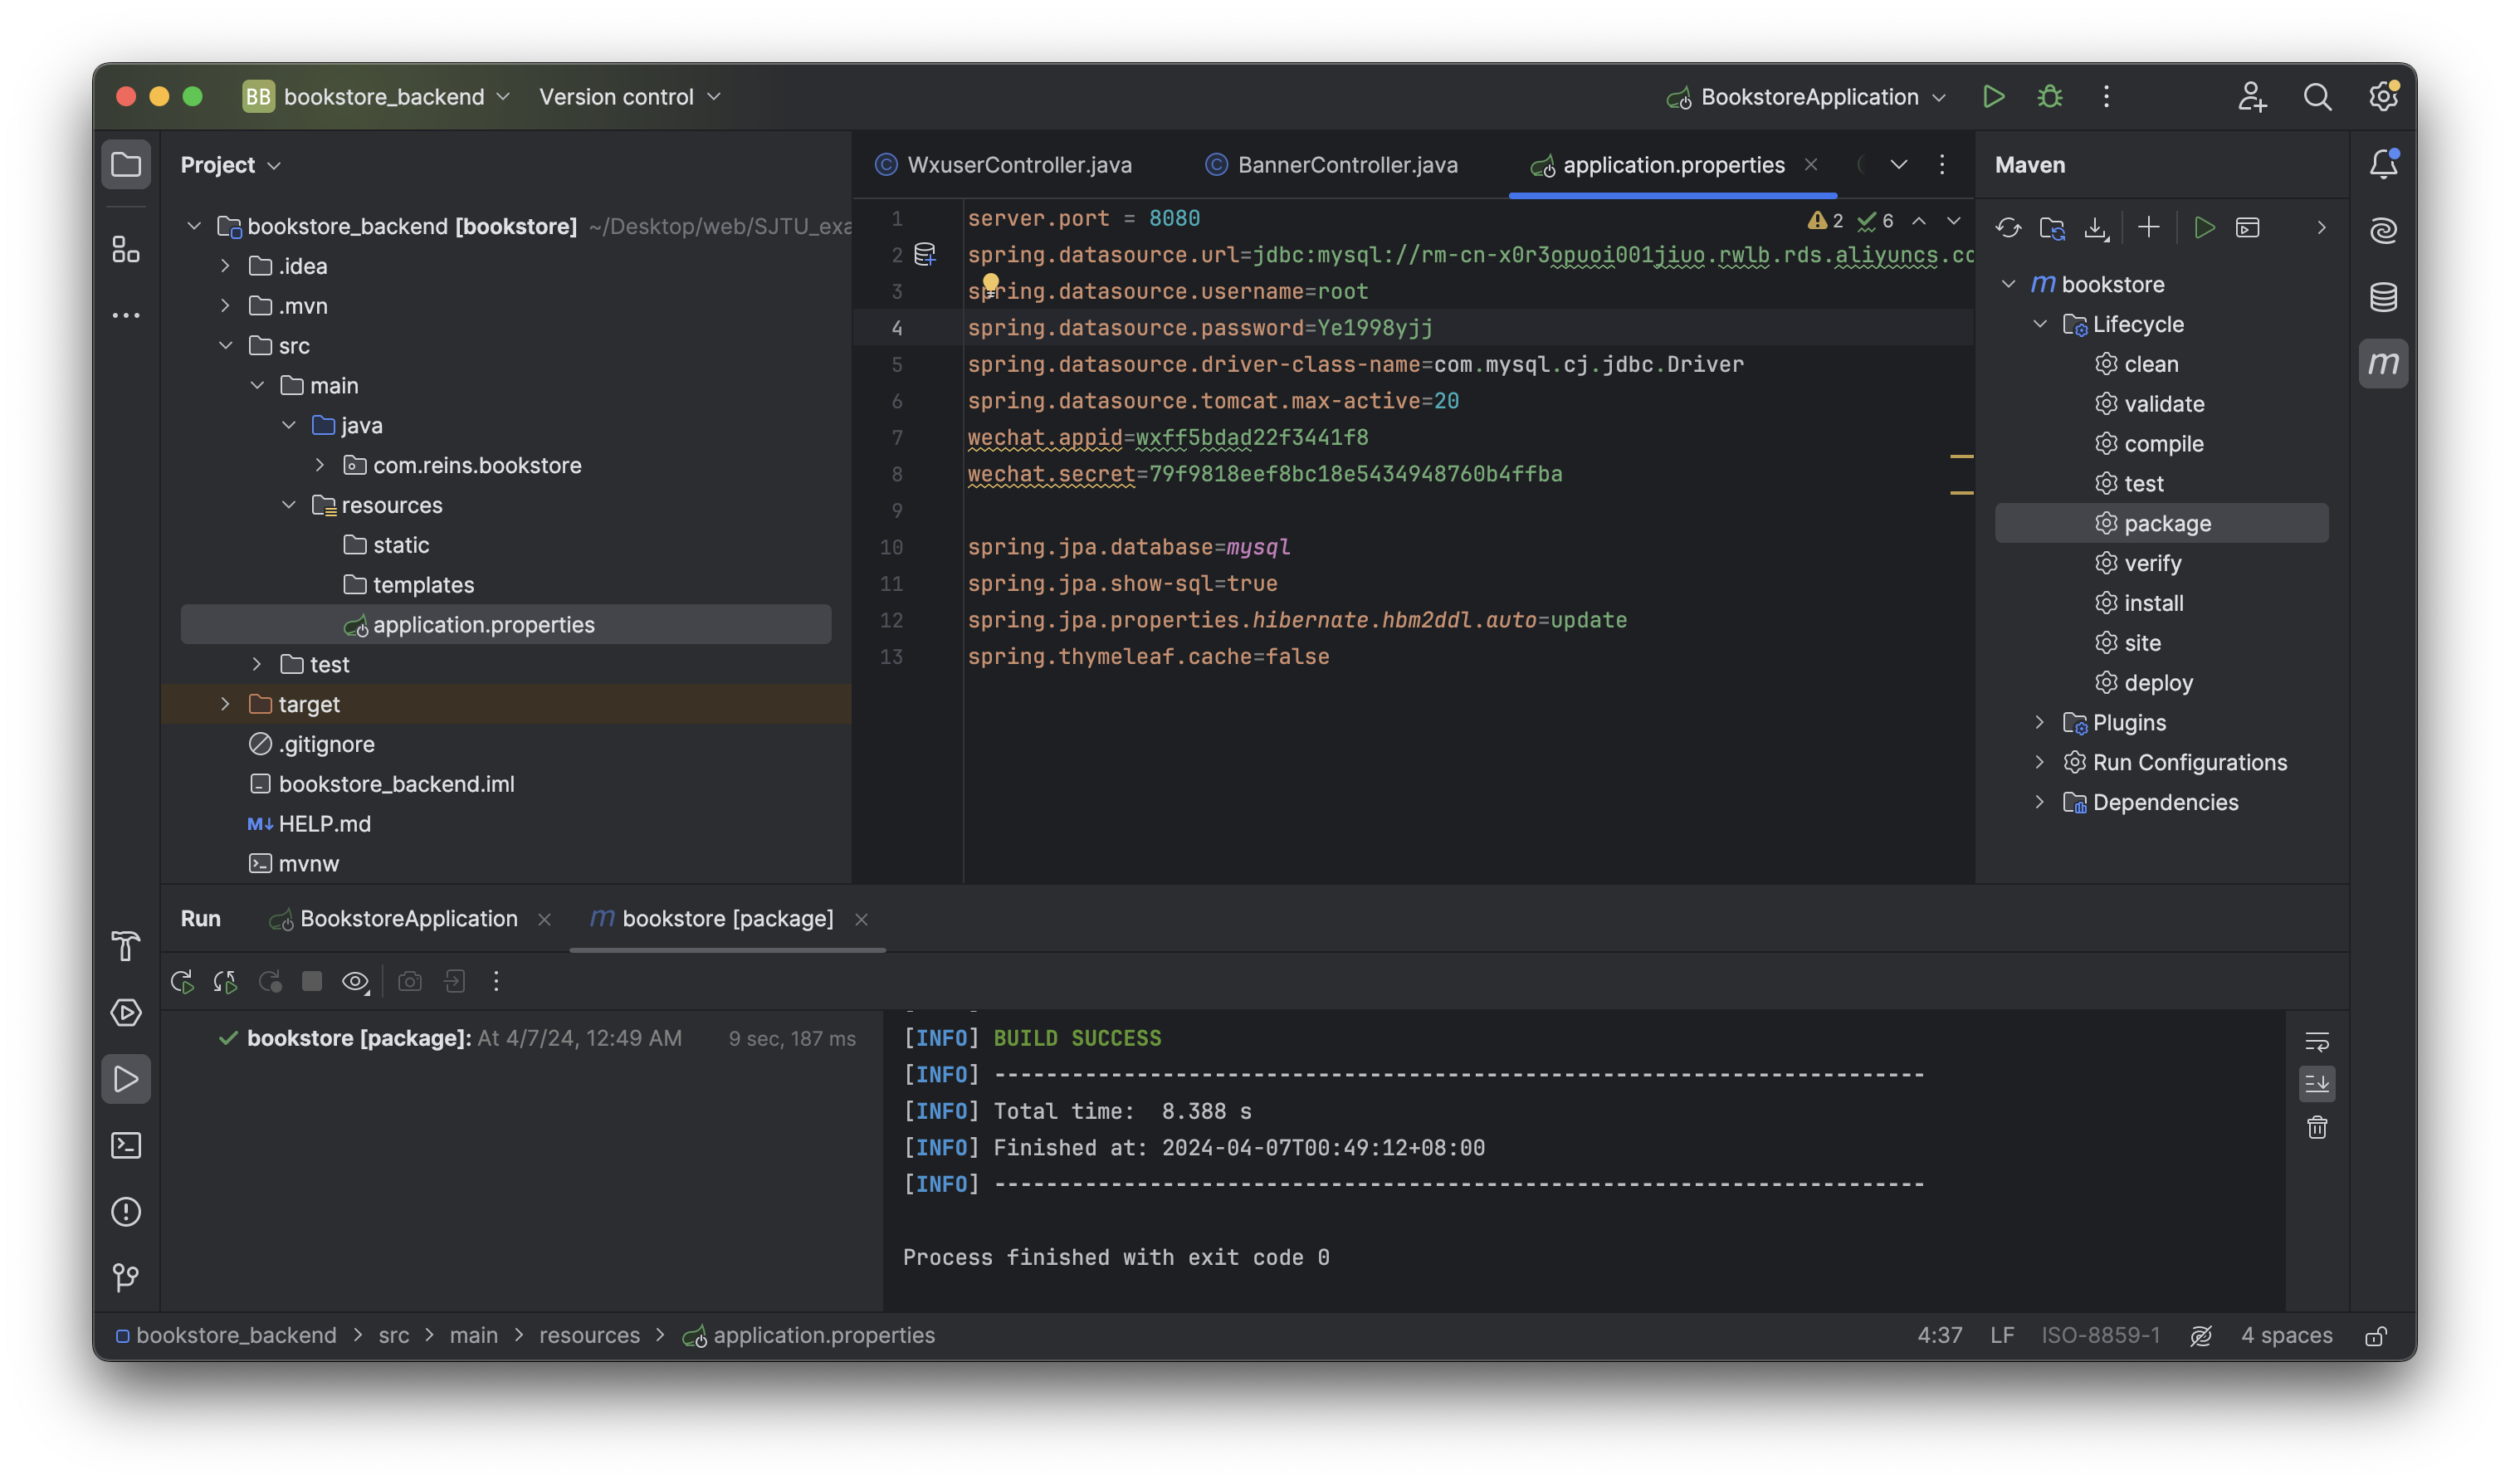 BB bookstore_backend
Version control
BookstoreApplication
Project
bookstore_backend [bookstore] ~/Desktop/web/SJTU_exa
.idea
.mvn
src
main
java
com.reins.bookstore
resources
static
templates
application.properties
test
target
.gitignore
bookstore_backend.iml
M↓ HELP.md
mvnw
WxuserController.java
BannerController.java
application.properties
2 6
1 server.port = 8080
2 spring.datasource.url=jdbc:mysql://rm-cn-x0r3opuoi001jiuo.rwlb.rds.aliyuncs.co
3 spring.datasource.username=root
4 spring.datasource.password=Ye1998yjj
5 spring.datasource.driver-class-name=com.mysql.cj.jdbc.Driver
6 spring.datasource.tomcat.max-active=20
7 wechat.appid=wxff5bdad22f3441f8
8 wechat.secret=79f9818eef8bc18e5434948760b4ffba
9
10 spring.jpa.database=mysql
11 spring.jpa.show-sql=true
12 spring.jpa.properties.hibernate.hbm2ddl.auto=update
13 spring.thymeleaf.cache=false
Maven
m bookstore
Lifecycle
clean
validate
compile
test
package
verify
install
site
deploy
Plugins
Run Configurations
Dependencies
m
Run
BookstoreApplication
m bookstore [package]
bookstore [package]: At 4/7/24, 12:49 AM 9 sec, 187 ms
[INFO] BUILD SUCCESS
[INFO] ------------------------------------------------------------------------
[INFO] Total time:  8.388 s
[INFO] Finished at: 2024-04-07T00:49:12+08:00
[INFO] ------------------------------------------------------------------------
Process finished with exit code 0
bookstore_backend > src > main > resources > application.properties
4:37 LF ISO-8859-1 4 spaces